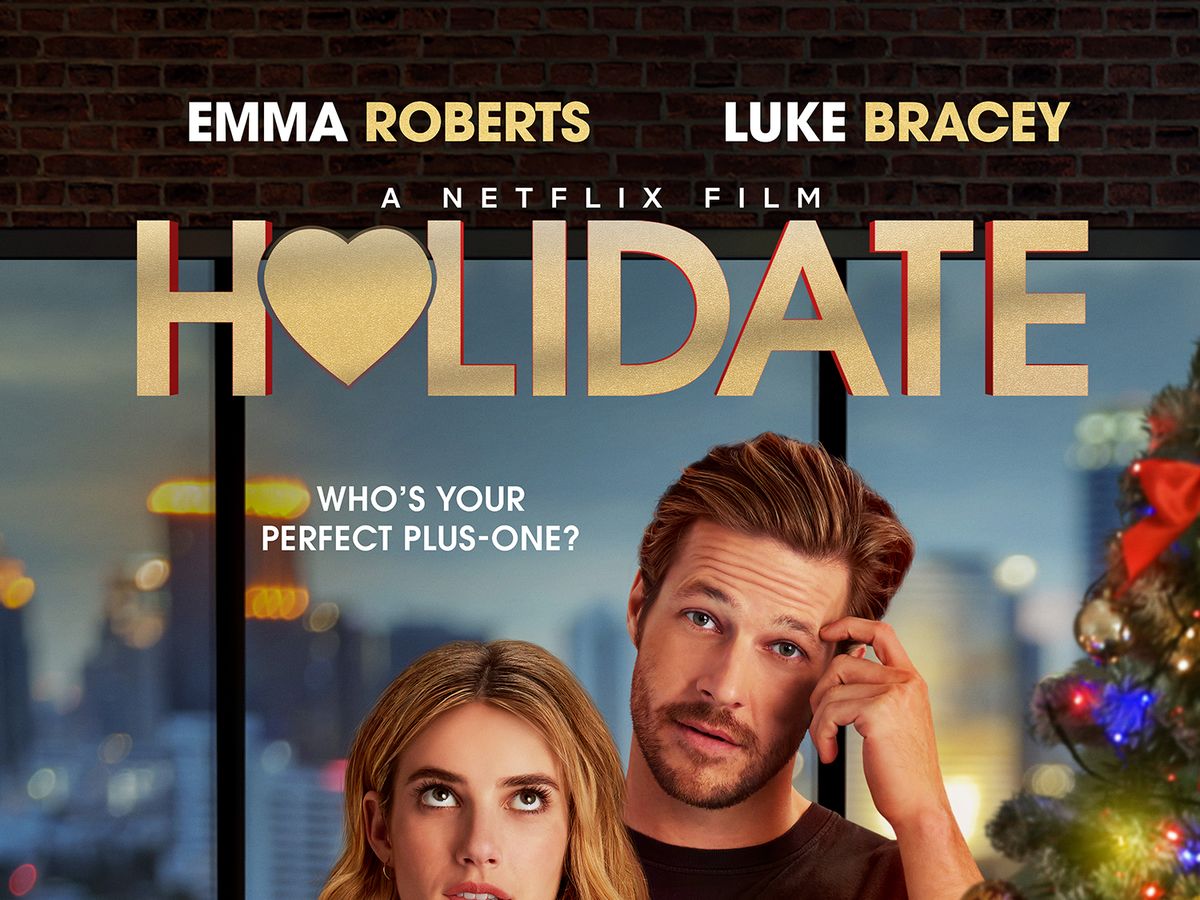 EMMA ROBERTS LUKE BRACEY
A NETFLIX FILM
HOLIDATE
WHO'S YOUR
PERFECT PLUS-ONE?